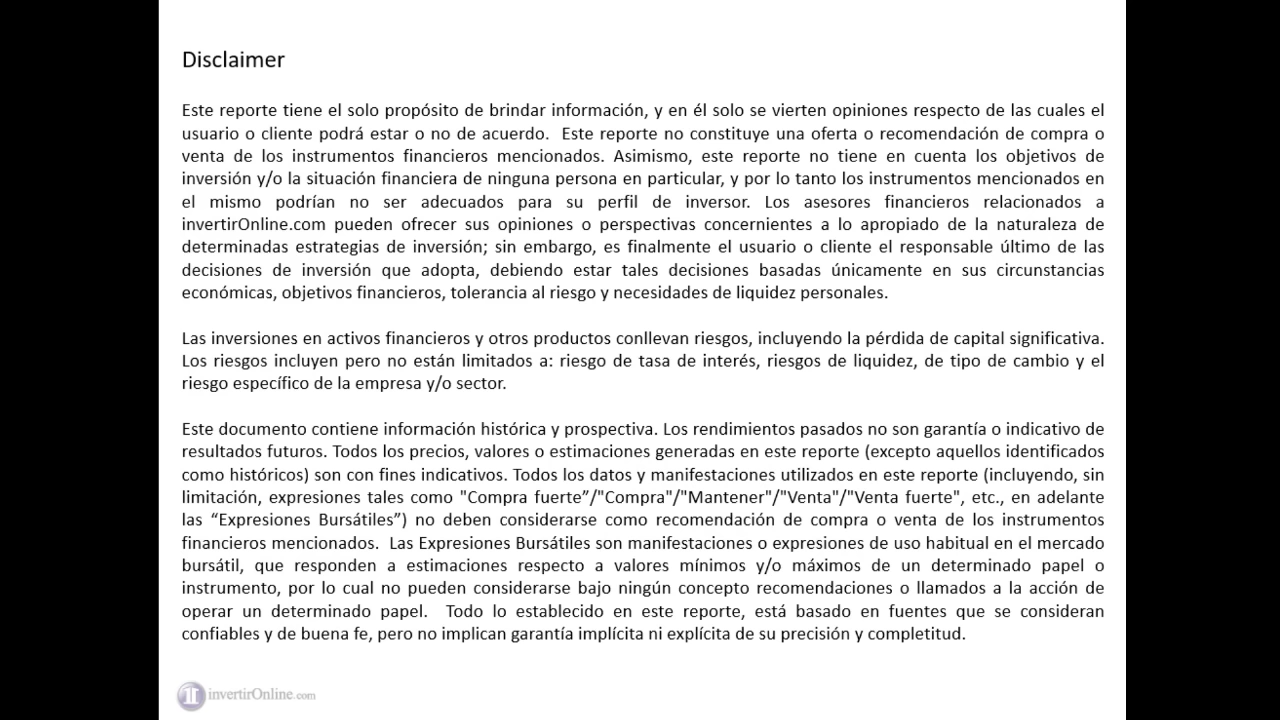 Disclaimer
Este reporte tiene el solo propósito de brindar información, y en él solo se vierten opiniones respecto de las cuales el
usuario o cliente podrá estar o no de acuerdo.  Este reporte no constituye una oferta o recomendación de compra o
venta de los instrumentos financieros mencionados. Asimismo, este reporte no tiene en cuenta los objetivos de
inversión y/o la situación financiera de ninguna persona en particular, y por lo tanto los instrumentos mencionados en
el mismo podrían no ser adecuados para su perfil de inversor. Los asesores financieros relacionados a
invertirOnline.com pueden ofrecer sus opiniones o perspectivas concernientes a lo apropiado de la naturaleza de
determinadas estrategias de inversión; sin embargo, es finalmente el usuario o cliente el responsable último de las
decisiones de inversión que adopta, debiendo estar tales decisiones basadas únicamente en sus circunstancias
económicas, objetivos financieros, tolerancia al riesgo y necesidades de liquidez personales.
Las inversiones en activos financieros y otros productos conllevan riesgos, incluyendo la pérdida de capital significativa.
Los riesgos incluyen pero no están limitados a: riesgo de tasa de interés, riesgos de liquidez, de tipo de cambio y el
riesgo específico de la empresa y/o sector.
Este documento contiene información histórica y prospectiva. Los rendimientos pasados no son garantía o indicativo de
resultados futuros. Todos los precios, valores o estimaciones generadas en este reporte (excepto aquellos identificados
como históricos) son con fines indicativos. Todos los datos y manifestaciones utilizados en este reporte (incluyendo, sin
limitación, expresiones tales como "Compra fuerte”/"Compra"/"Mantener"/"Venta"/"Venta fuerte", etc., en adelante
las “Expresiones Bursátiles”) no deben considerarse como recomendación de compra o venta de los instrumentos
financieros mencionados.  Las Expresiones Bursátiles son manifestaciones o expresiones de uso habitual en el mercado
bursátil, que responden a estimaciones respecto a valores mínimos y/o máximos de un determinado papel o
instrumento, por lo cual no pueden considerarse bajo ningún concepto recomendaciones o llamados a la acción de
operar un determinado papel.  Todo lo establecido en este reporte, está basado en fuentes que se consideran
confiables y de buena fe, pero no implican garantía implícita ni explícita de su precisión y completitud.
invertirOnline.com